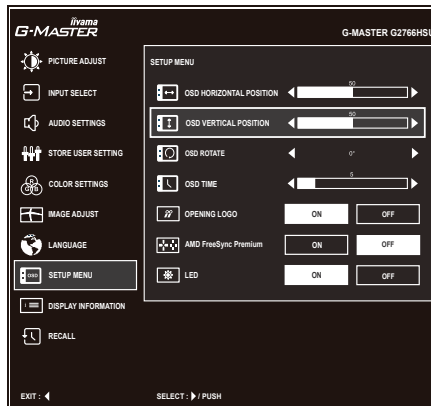 iiyama
G-MASTER
G-MASTER G2766HSU
PICTURE ADJUST
INPUT SELECT
AUDIO SETTINGS
STORE USER SETTING
R
G B
COLOR SETTINGS
IMAGE ADJUST
LANGUAGE
OSD
SETUP MENU
i
DISPLAY INFORMATION
RECALL
SETUP MENU
OSD HORIZONTAL POSITION
50
OSD VERTICAL POSITION
50
OSD ROTATE
0°
OSD TIME
5
OPENING LOGO
ON OFF
AMD FreeSync Premium
ON OFF
LED
ON OFF
EXIT :
SELECT : / PUSH